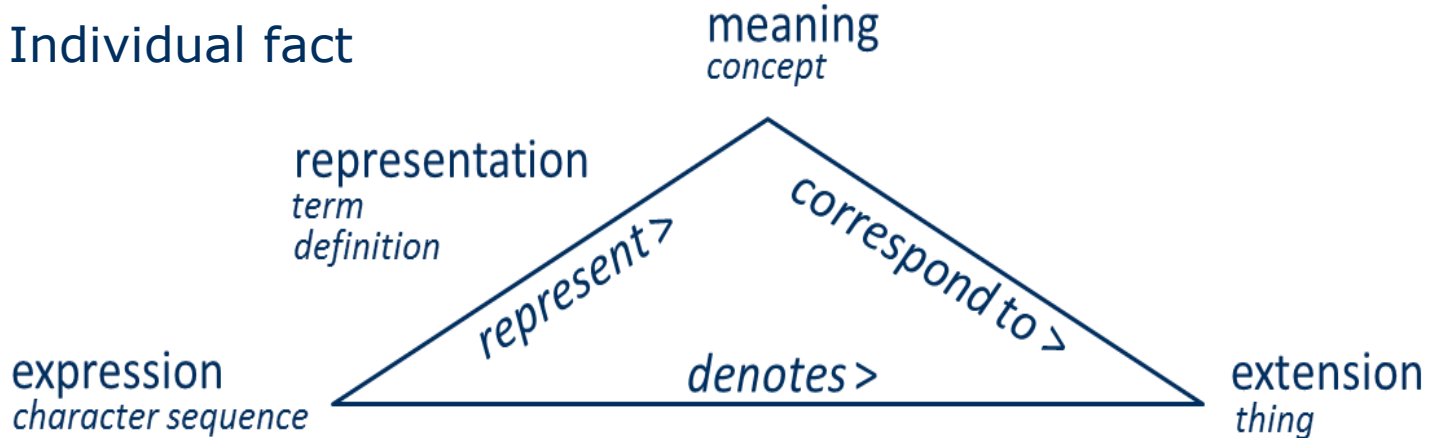 Individual fact
meaning
concept
representation
term
definition
represent >
correspond to >
expression
character sequence
denotes >
extension
thing